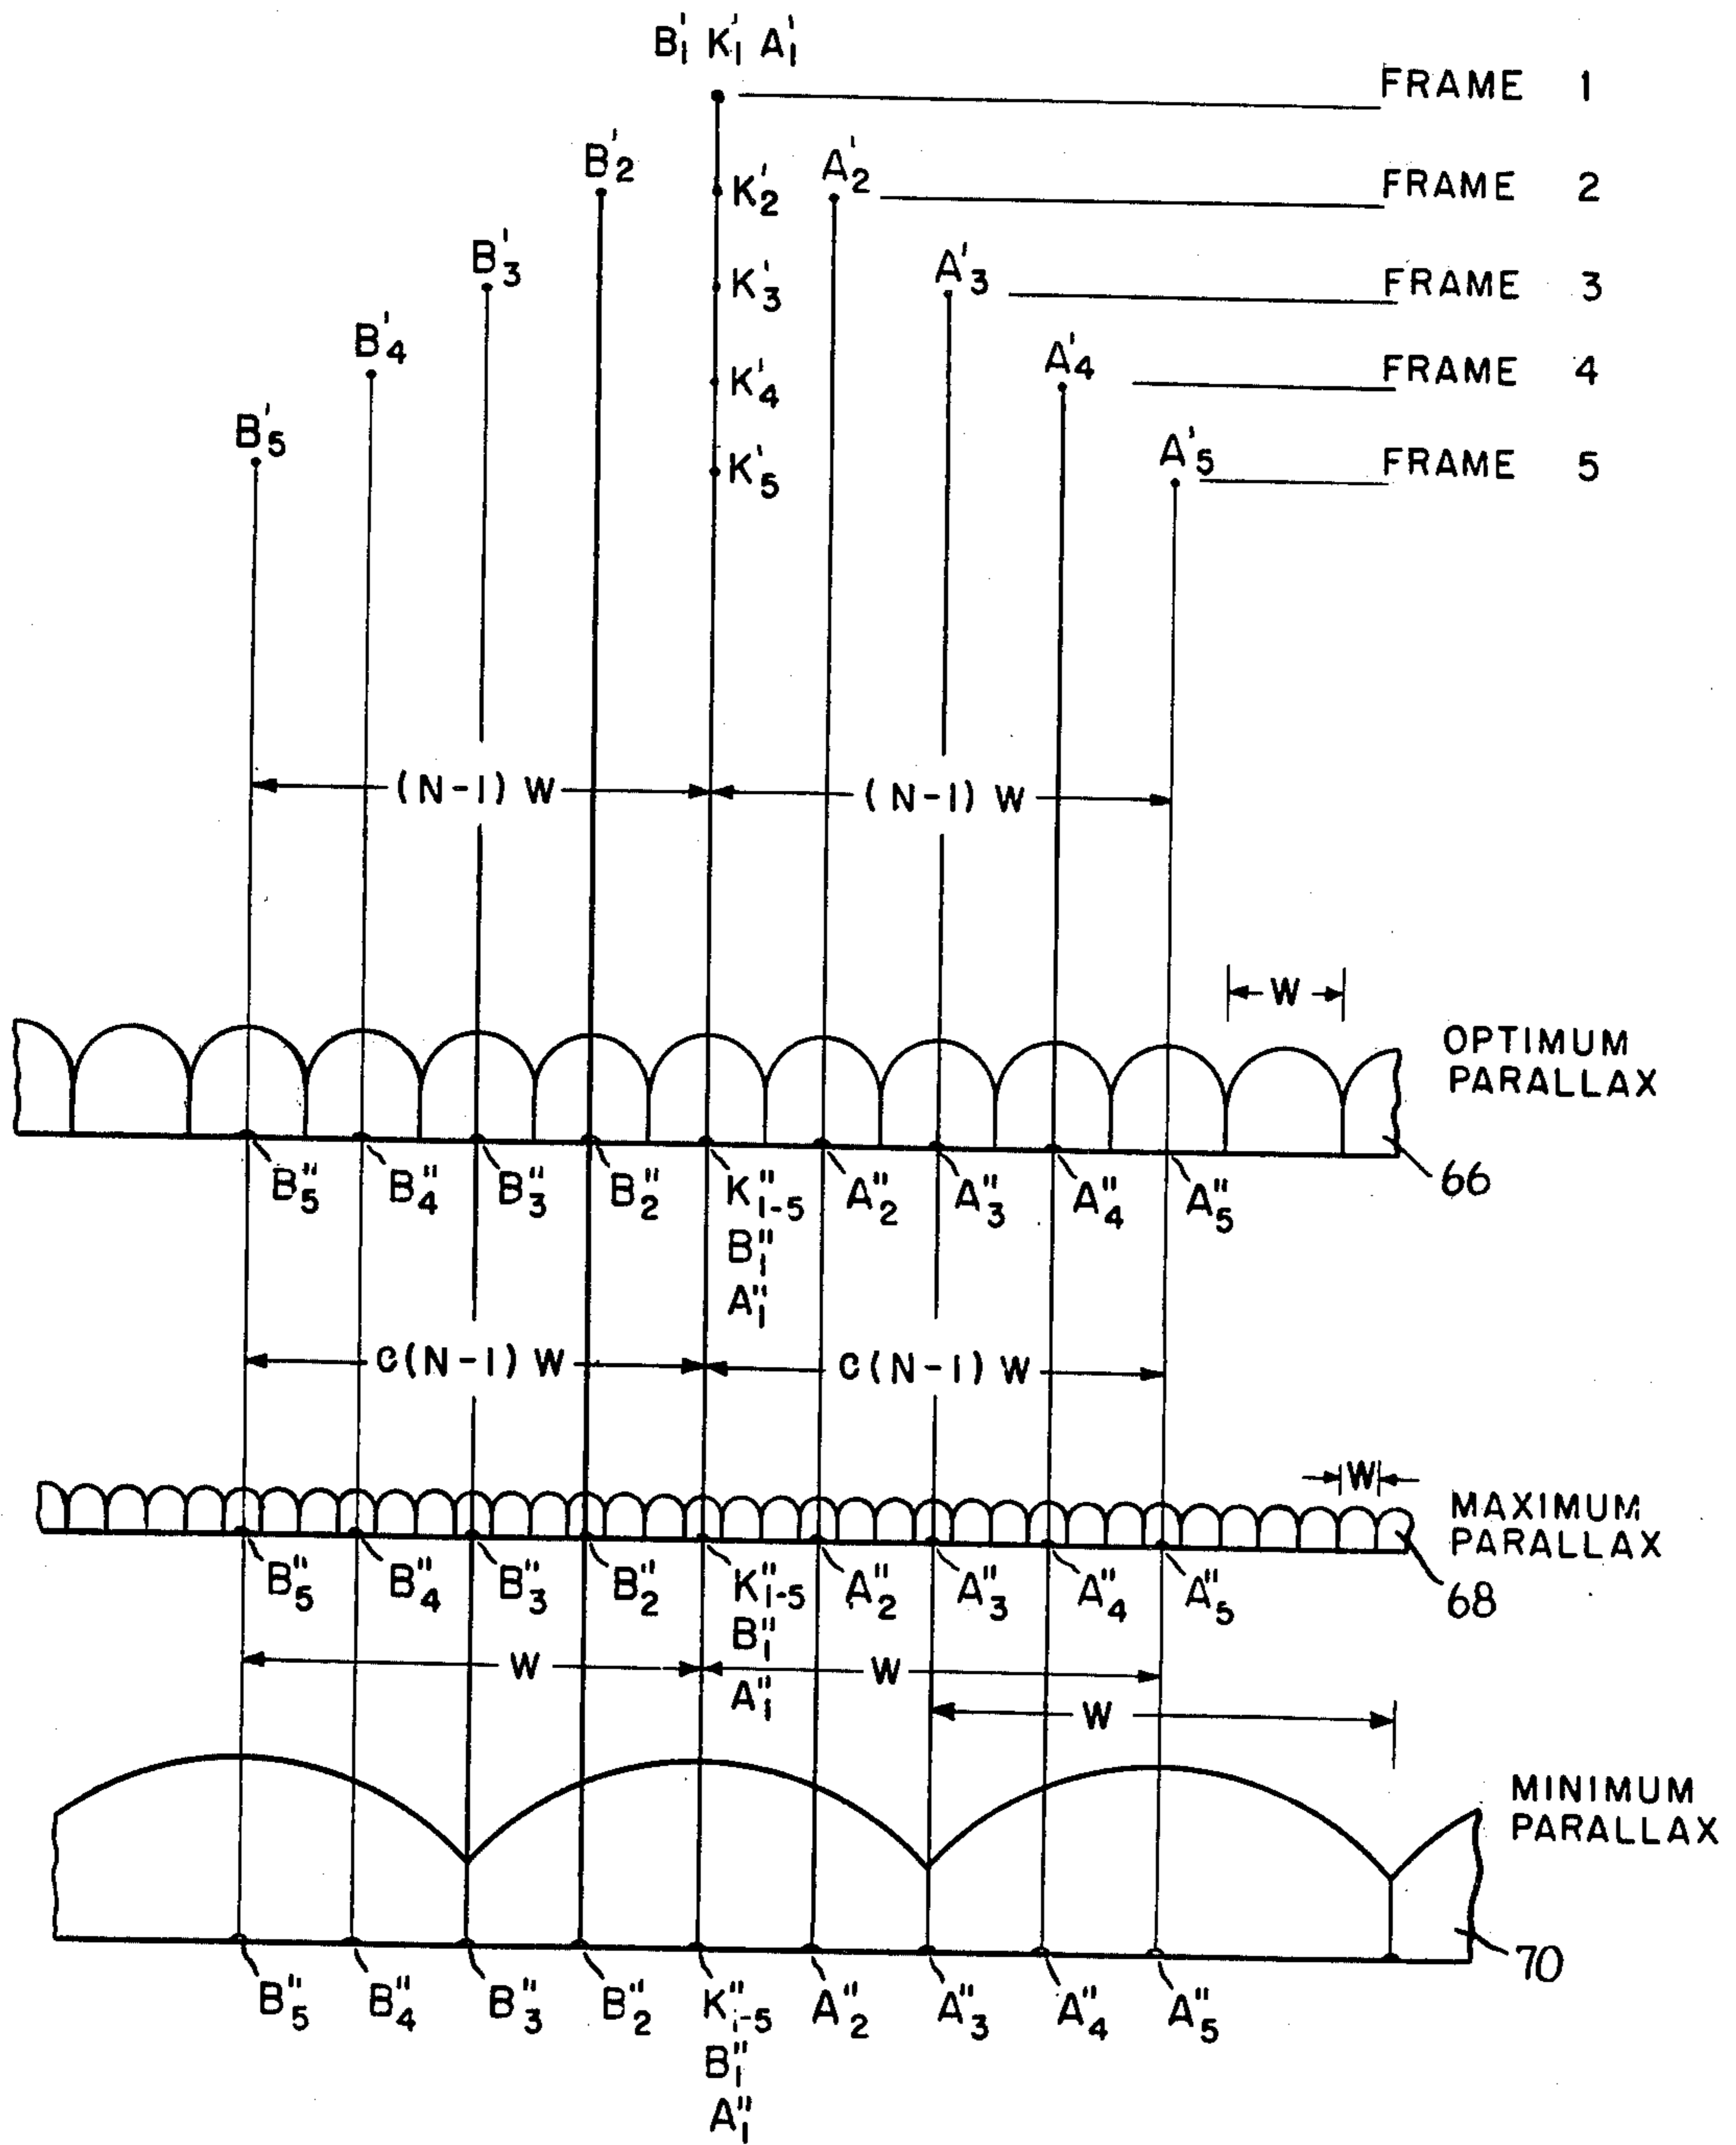 B'₁ K'₁ A'₁
FRAME 1
B'₂ K'₂ A'₂ FRAME 2
B'₃ K'₃ A'₃ FRAME 3
B'₄ K'₄ A'₄ FRAME 4
B'₅ K'₅ A'₅ FRAME 5
(N-1) W (N-1) W
W
OPTIMUM
PARALLAX
66
B"₅ B"₄ B"₃ B"₂ K"₁₋₅ A"₂ A"₃ A"₄ A"₅
B"₁
A"₁
C(N-1) W C(N-1) W
W
MAXIMUM
PARALLAX
68
B"₅ B"₄ B"₃ B"₂ K"₁₋₅ A"₂ A"₃ A"₄ A"₅
B"₁
A"₁
W W
W
MINIMUM
PARALLAX
70
B"₅ B"₄ B"₃ B"₂ K"₁₋₅ A"₂ A"₃ A"₄ A"₅
B"₁
A"₁